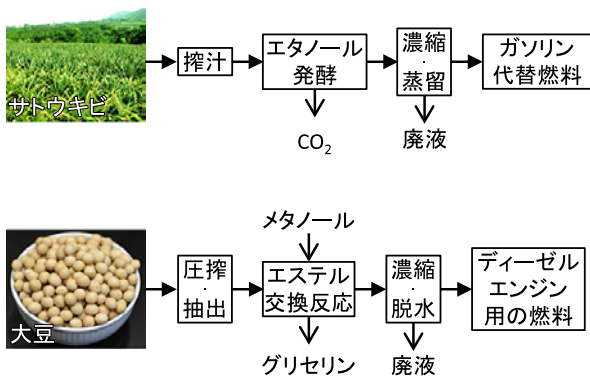 サトウキビ
搾汁
エタノール
発酵
CO₂
濃縮
・
蒸留
廃液
ガソリン
代替燃料
大豆
圧搾
・
抽出
メタノール
エステル
交換反応
グリセリン
濃縮
・
脱水
廃液
ディーゼル
エンジン
用の燃料